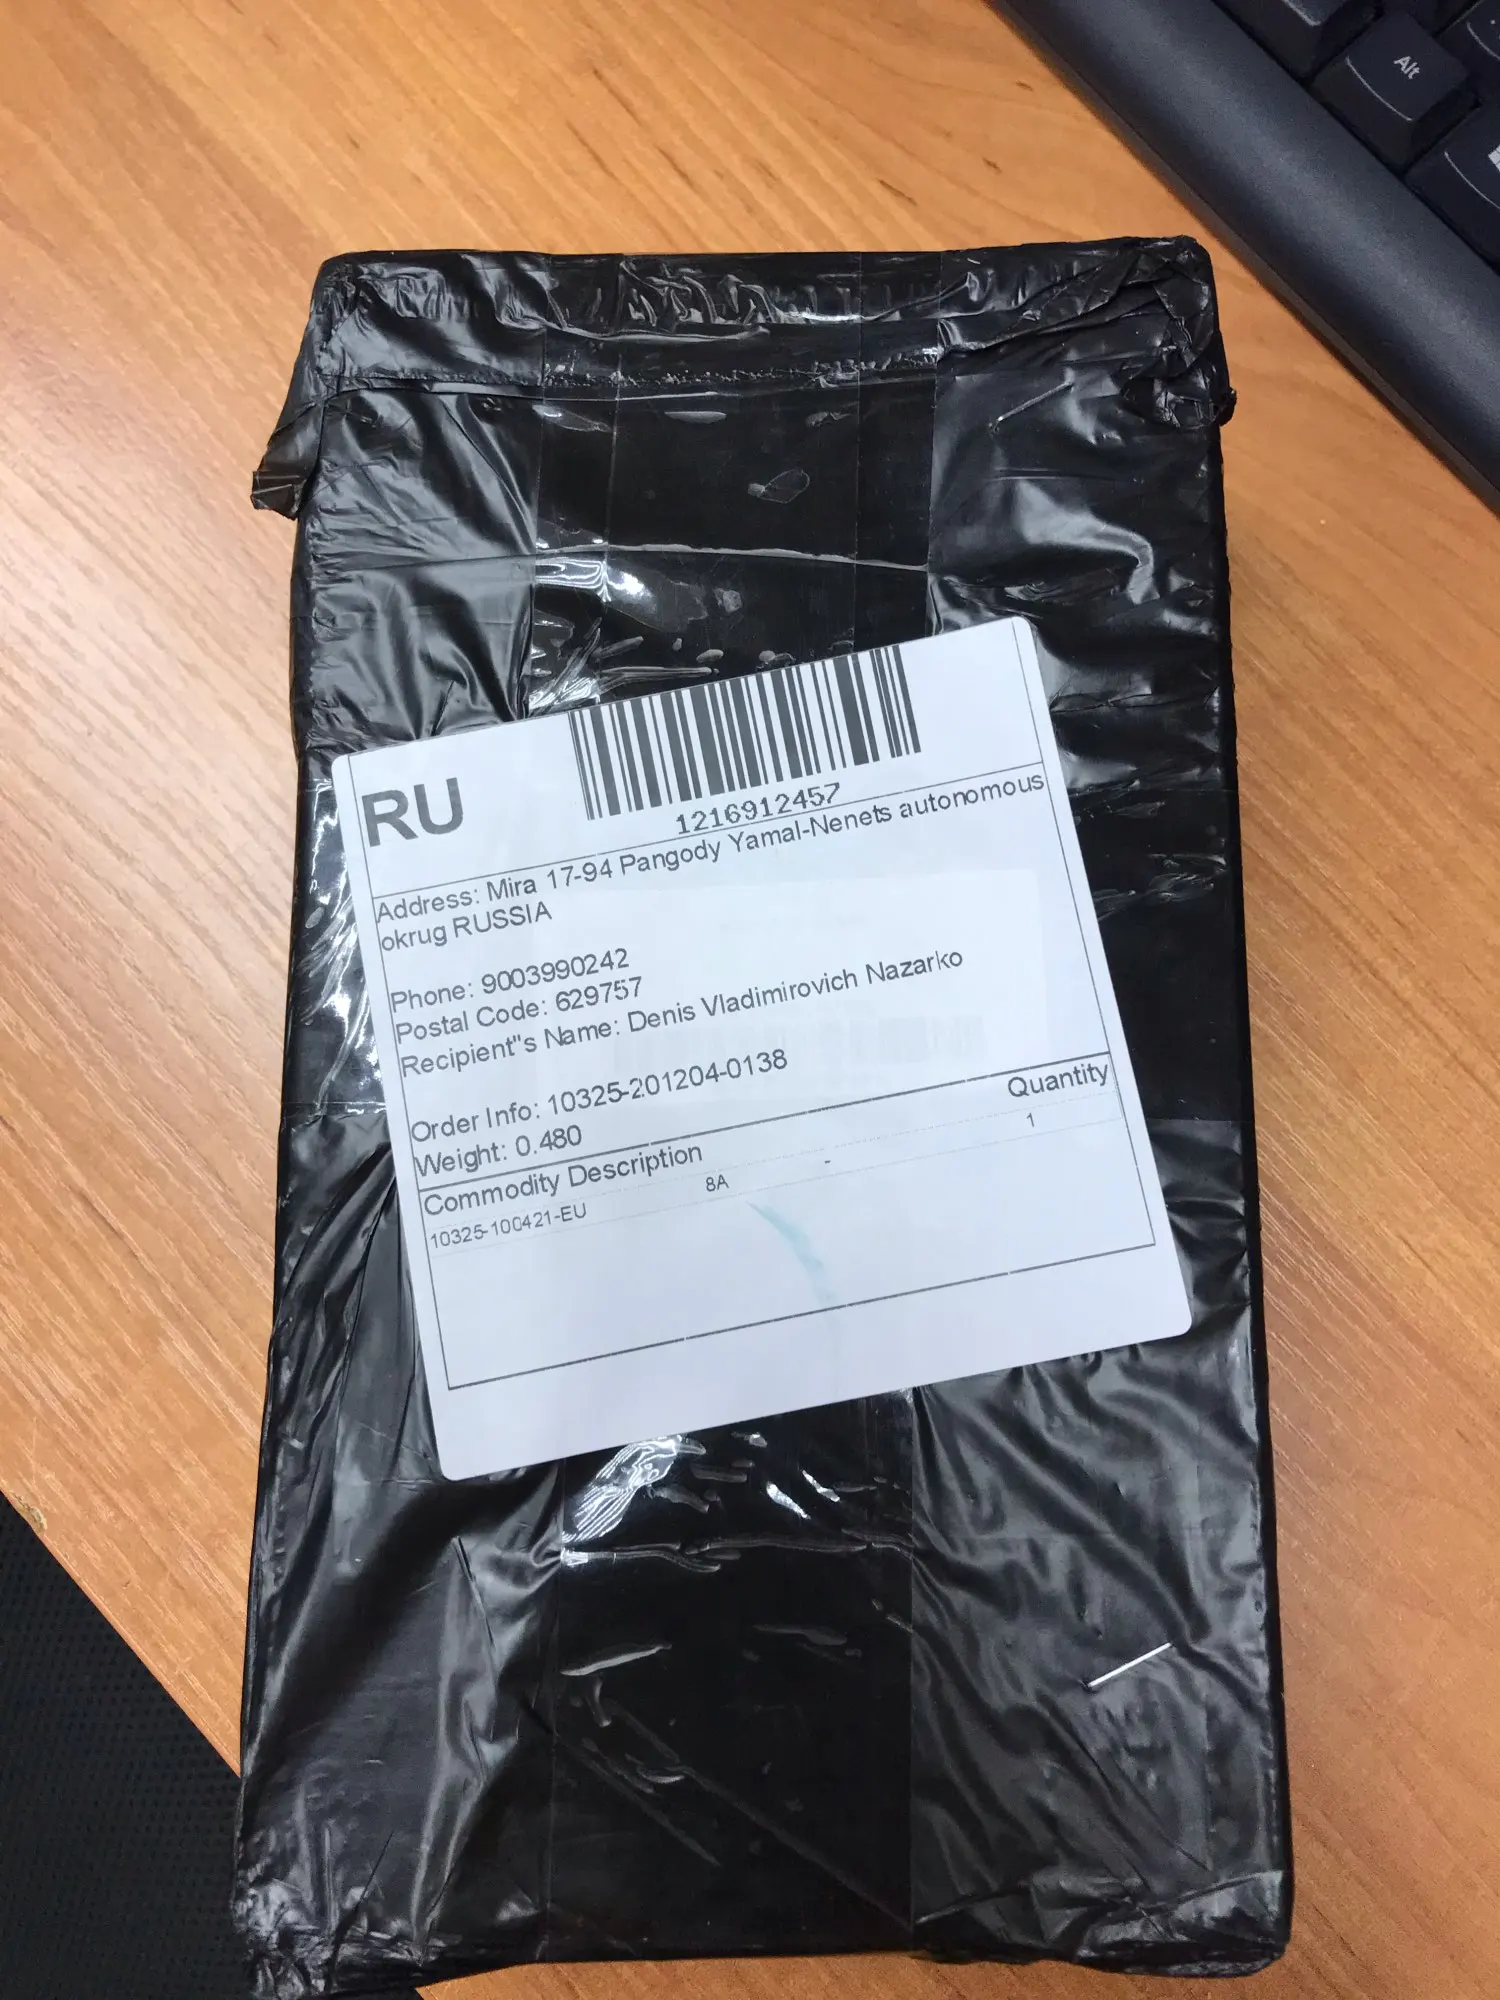 Alt
RU
1216912457
Address: Mira 17-94 Pangody Yamal-Nenets autonomous
okrug RUSSIA
Phone: 9003990242
Postal Code: 629757
Recipient"s Name: Denis Vladimirovich Nazarko
Order Info: 10325-201204-0138
Weight: 0.480
Commodity Description Quantity
10325-100421-EU 8A - 1